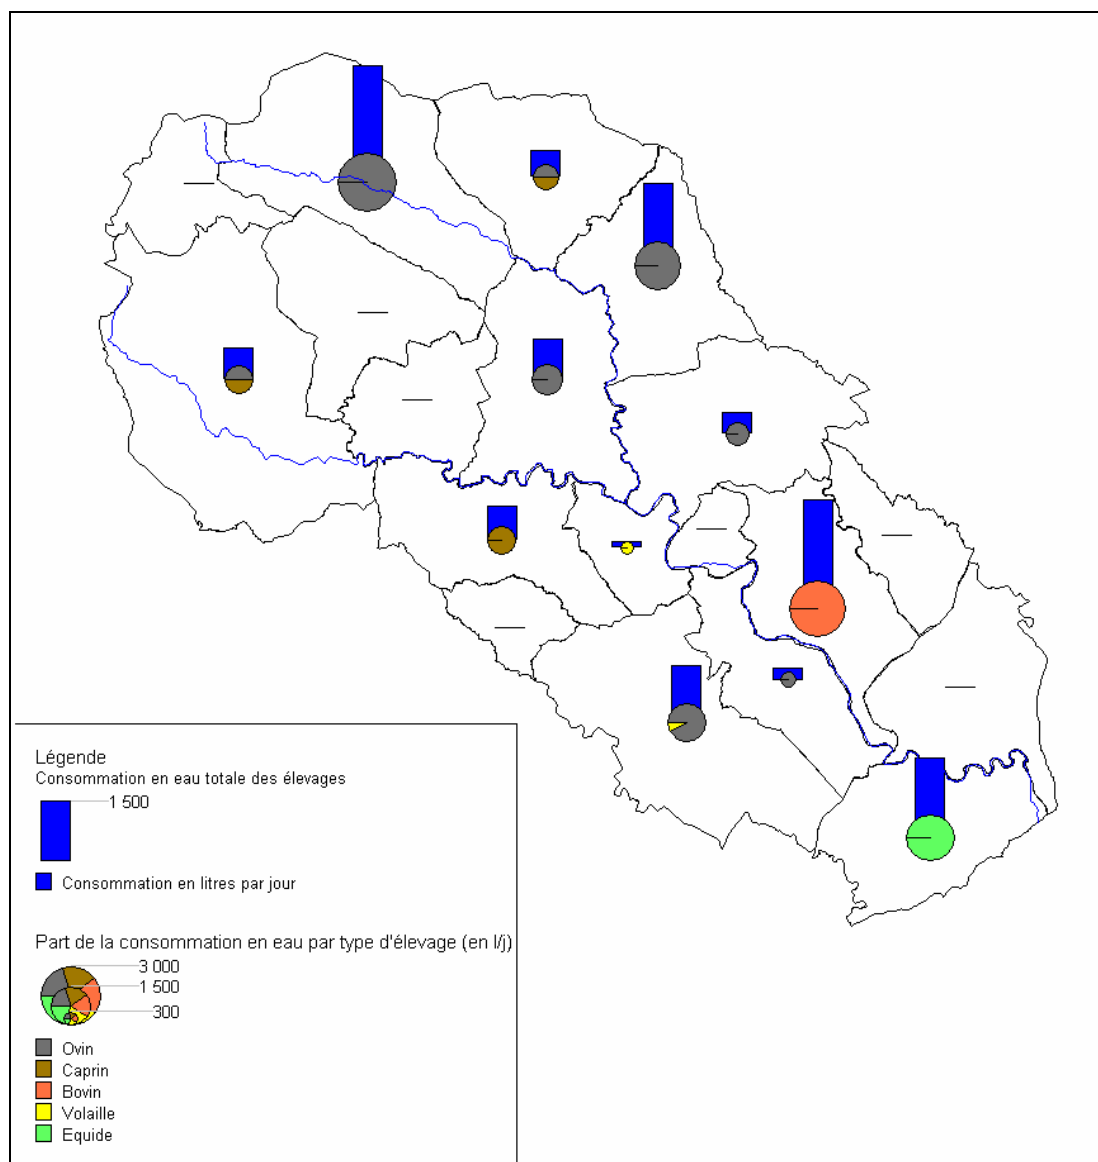 Légende
Consommation en eau totale des élevages
1 500
Consommation en litres par jour
Part de la consommation en eau par type d'élevage (en l/j)
3 000
1 500
300
Ovin
Caprin
Bovin
Volaille
Equide